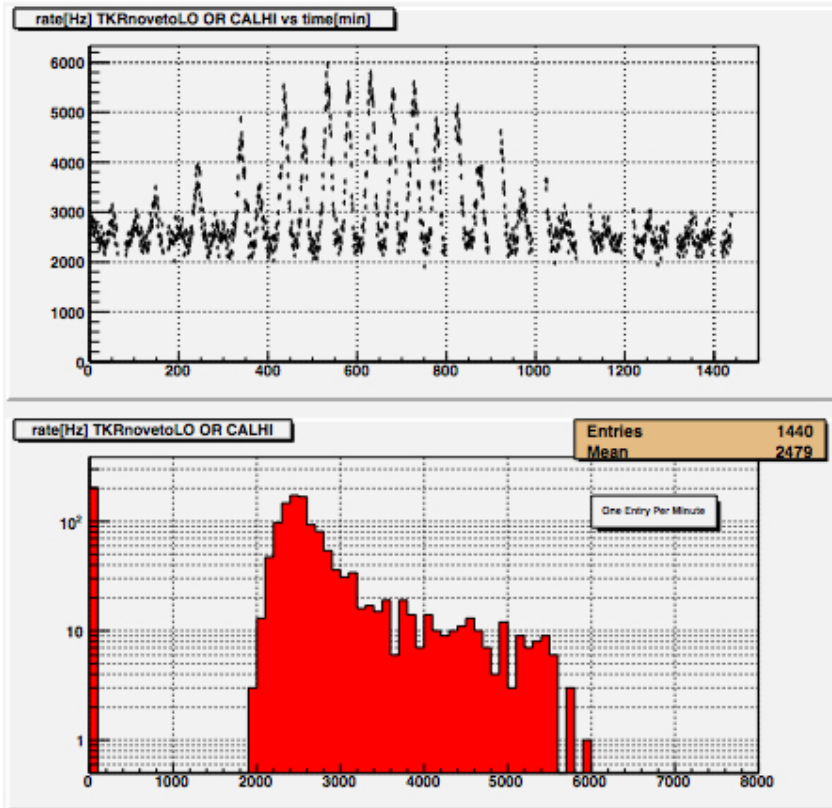 rate[Hz] TKRnovetoLO OR CALHI vs time[min]
6000
5000
4000
3000
2000
1000
0
0 200 400 600 800 1000 1200 1400
rate[Hz] TKRnovetoLO OR CALHI
Entries 1440
Mean 2479
One Entry Per Minute
10²
10
1
0 1000 2000 3000 4000 5000 6000 7000 8000